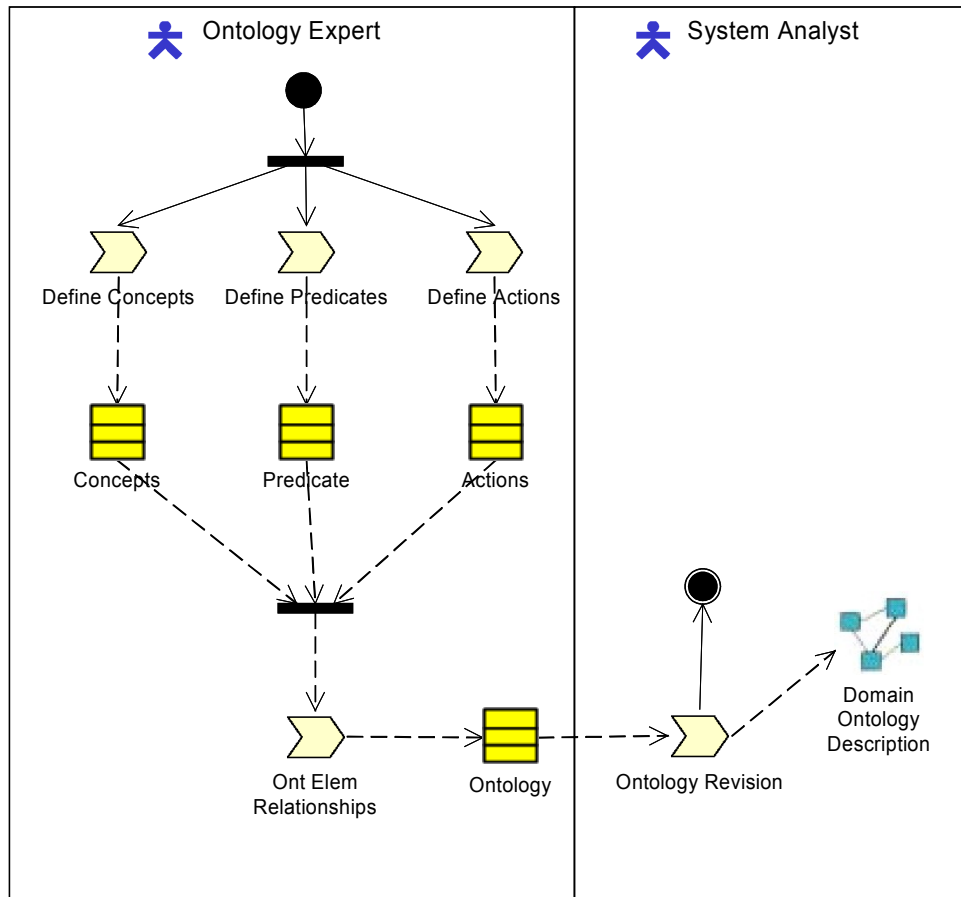 Ontology Expert
System Analyst
Define Concepts
Define Predicates
Define Actions
Concepts
Predicate
Actions
Ont Elem
Relationships
Ontology
Ontology Revision
Domain
Ontology
Description